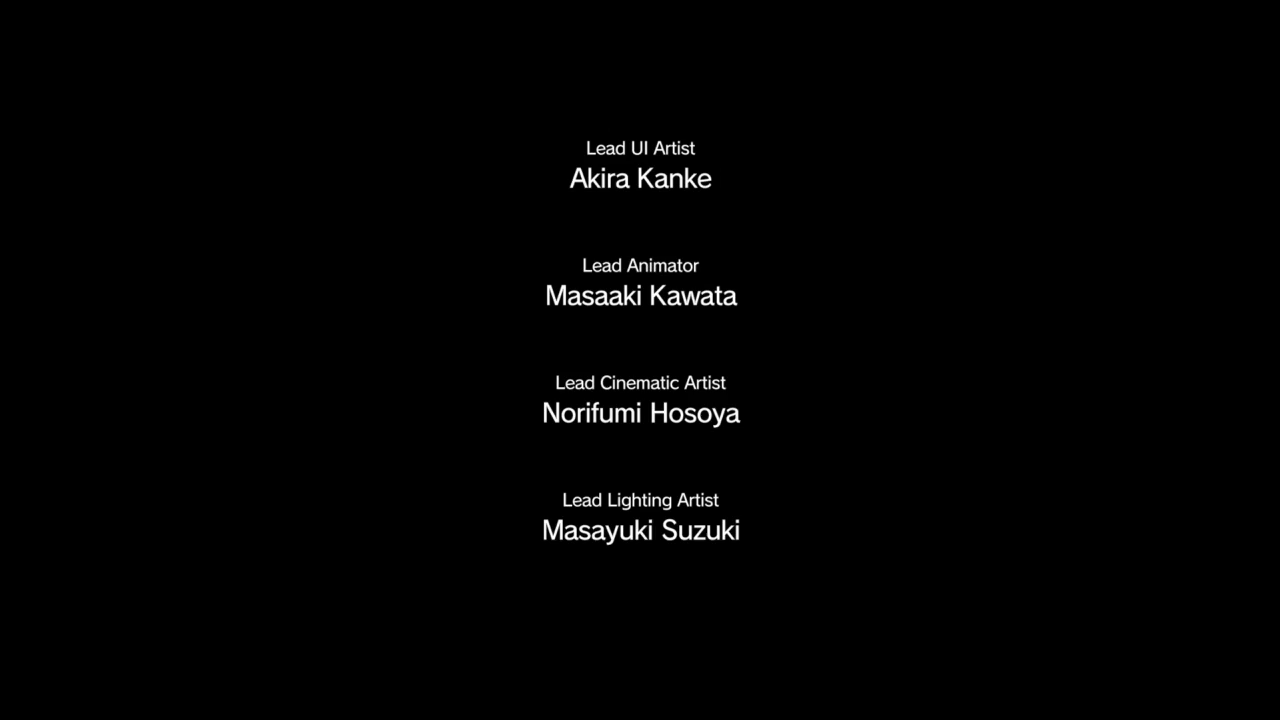 Lead UI Artist
Akira Kanke
Lead Animator
Masaaki Kawata
Lead Cinematic Artist
Norifumi Hosoya
Lead Lighting Artist
Masayuki Suzuki